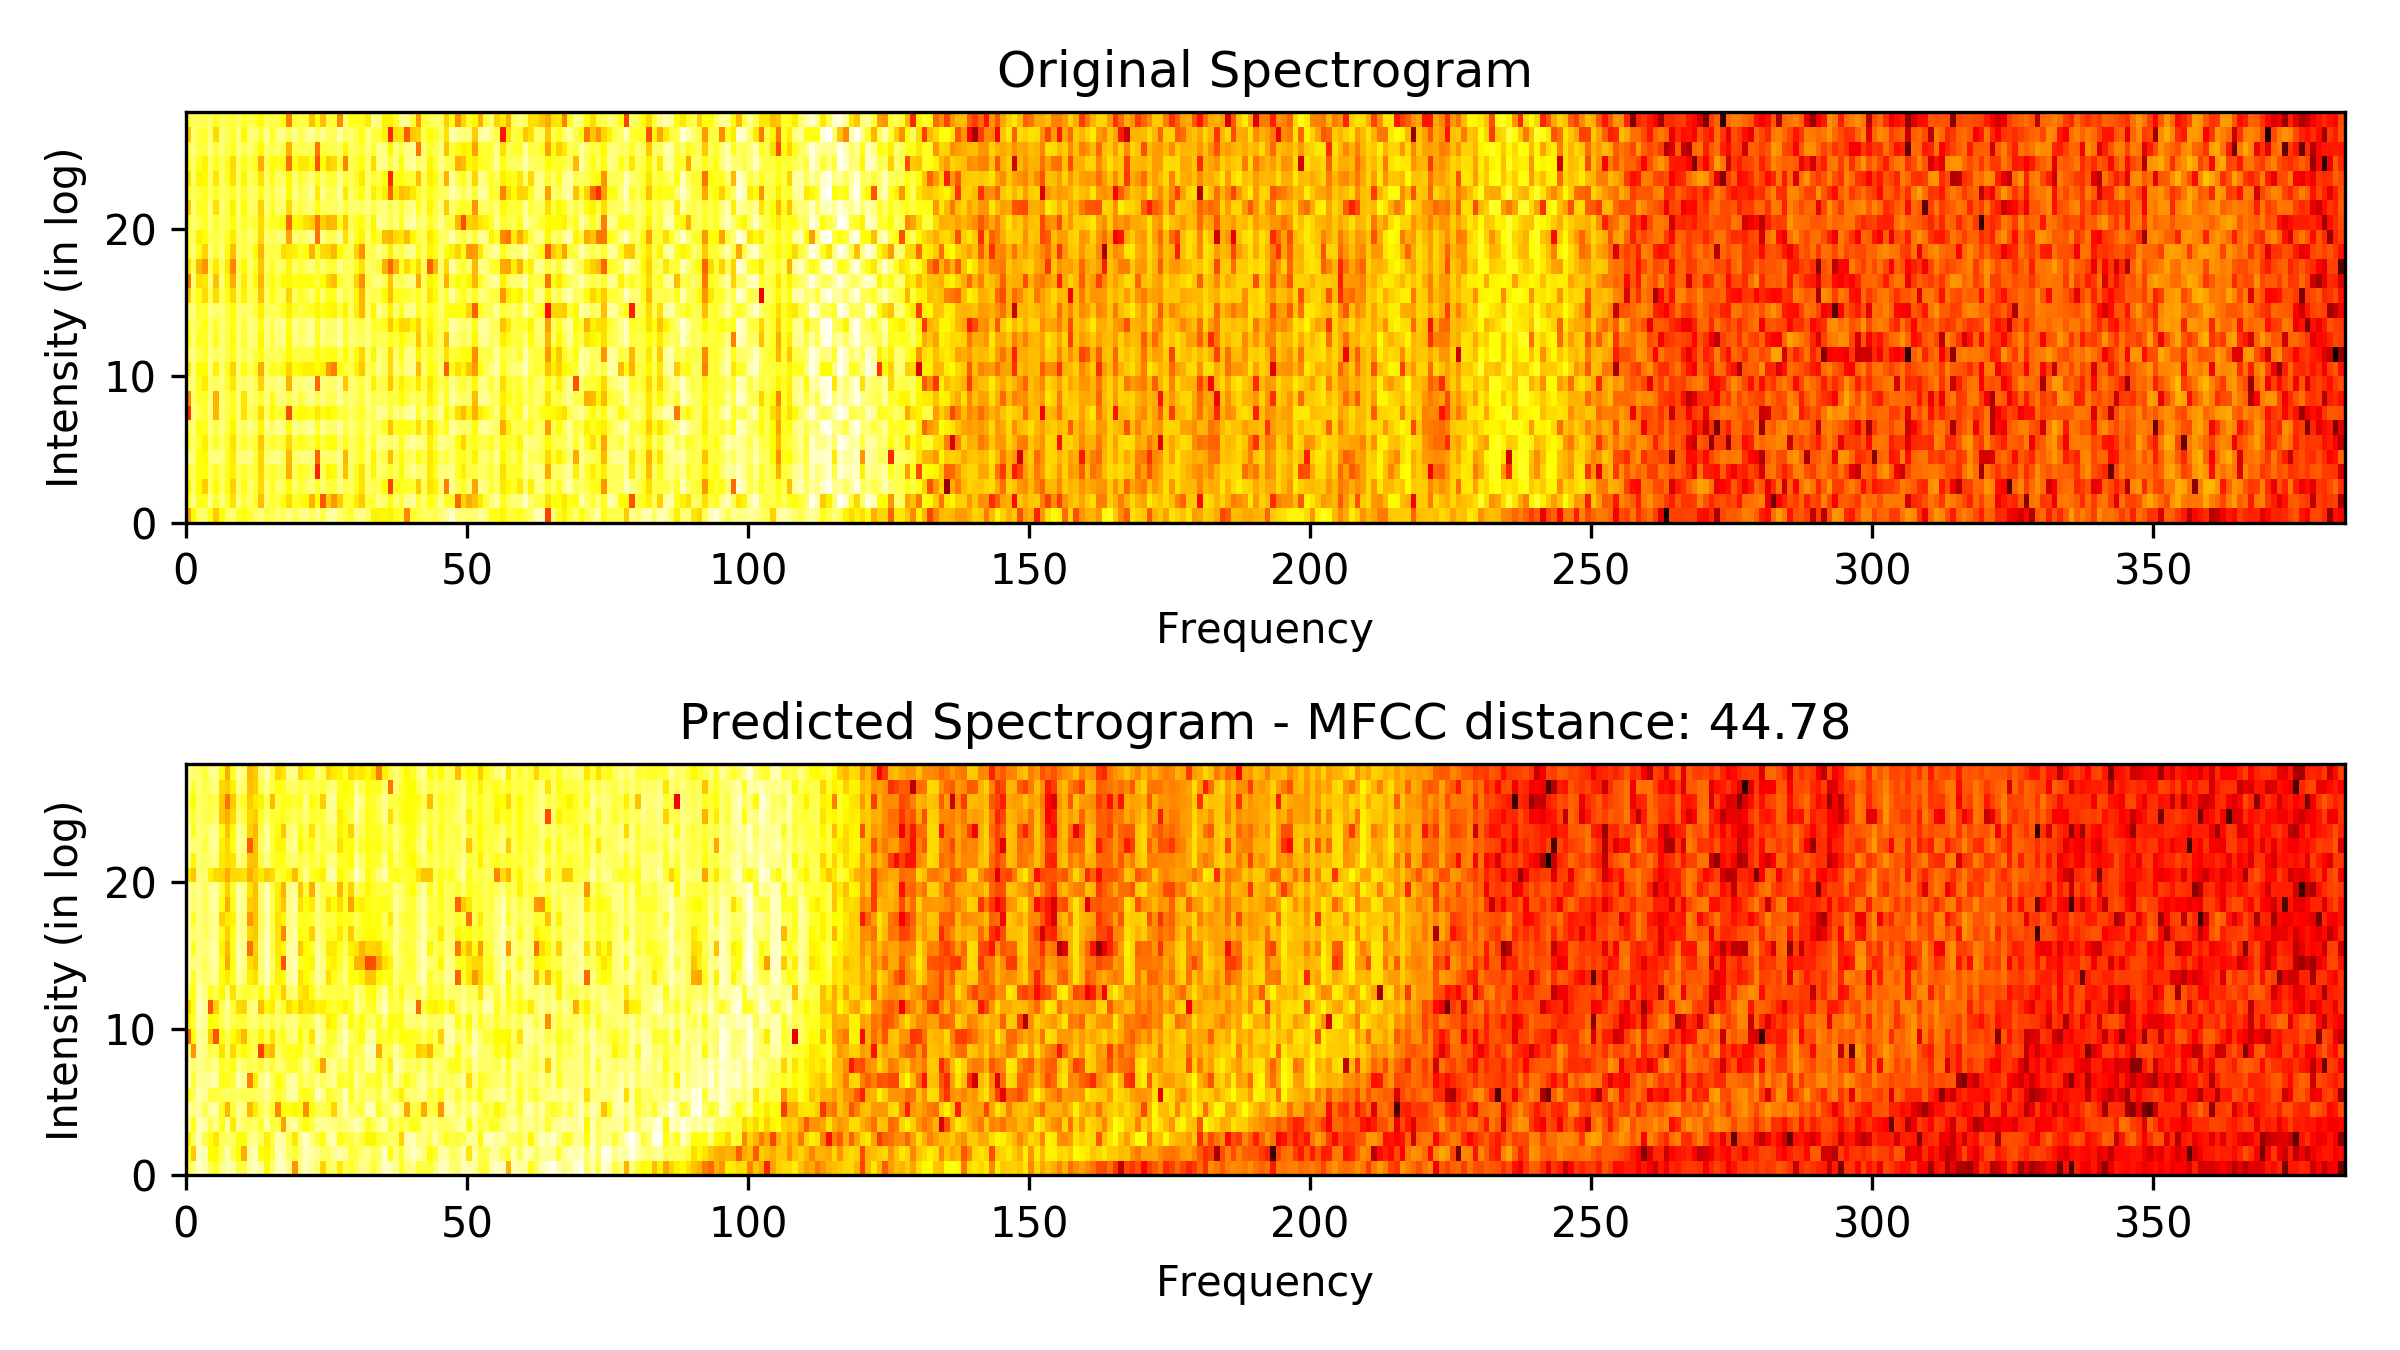 Original Spectrogram
Intensity (in log)
20
10
0
0 50 100 150 200 250 300 350
Frequency
Predicted Spectrogram - MFCC distance: 44.78
Intensity (in log)
20
10
0
0 50 100 150 200 250 300 350
Frequency